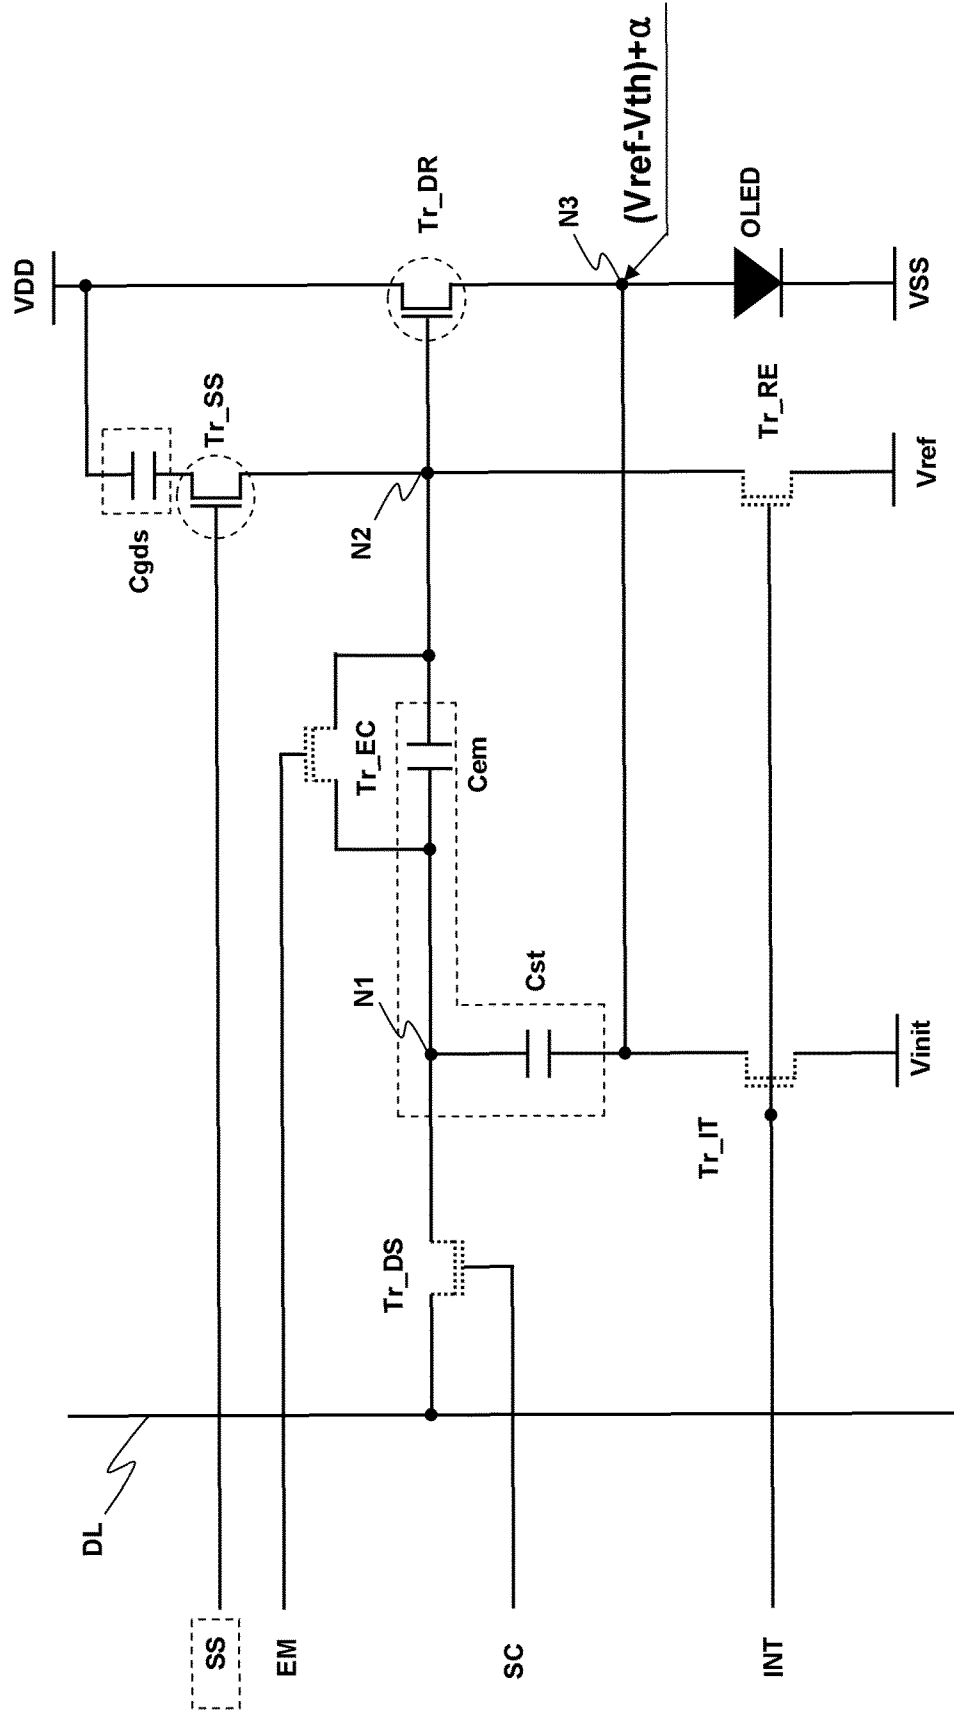 VDD
Cgds
Tr_SS
Tr_DR
N2
N3
(Vref-Vth)+α
OLED
VSS
Tr_RE
Vref
Tr_EC
Cem
N1
Cst
Tr_IT
Vinit
Tr_DS
DL
SS
EM
SC
INT